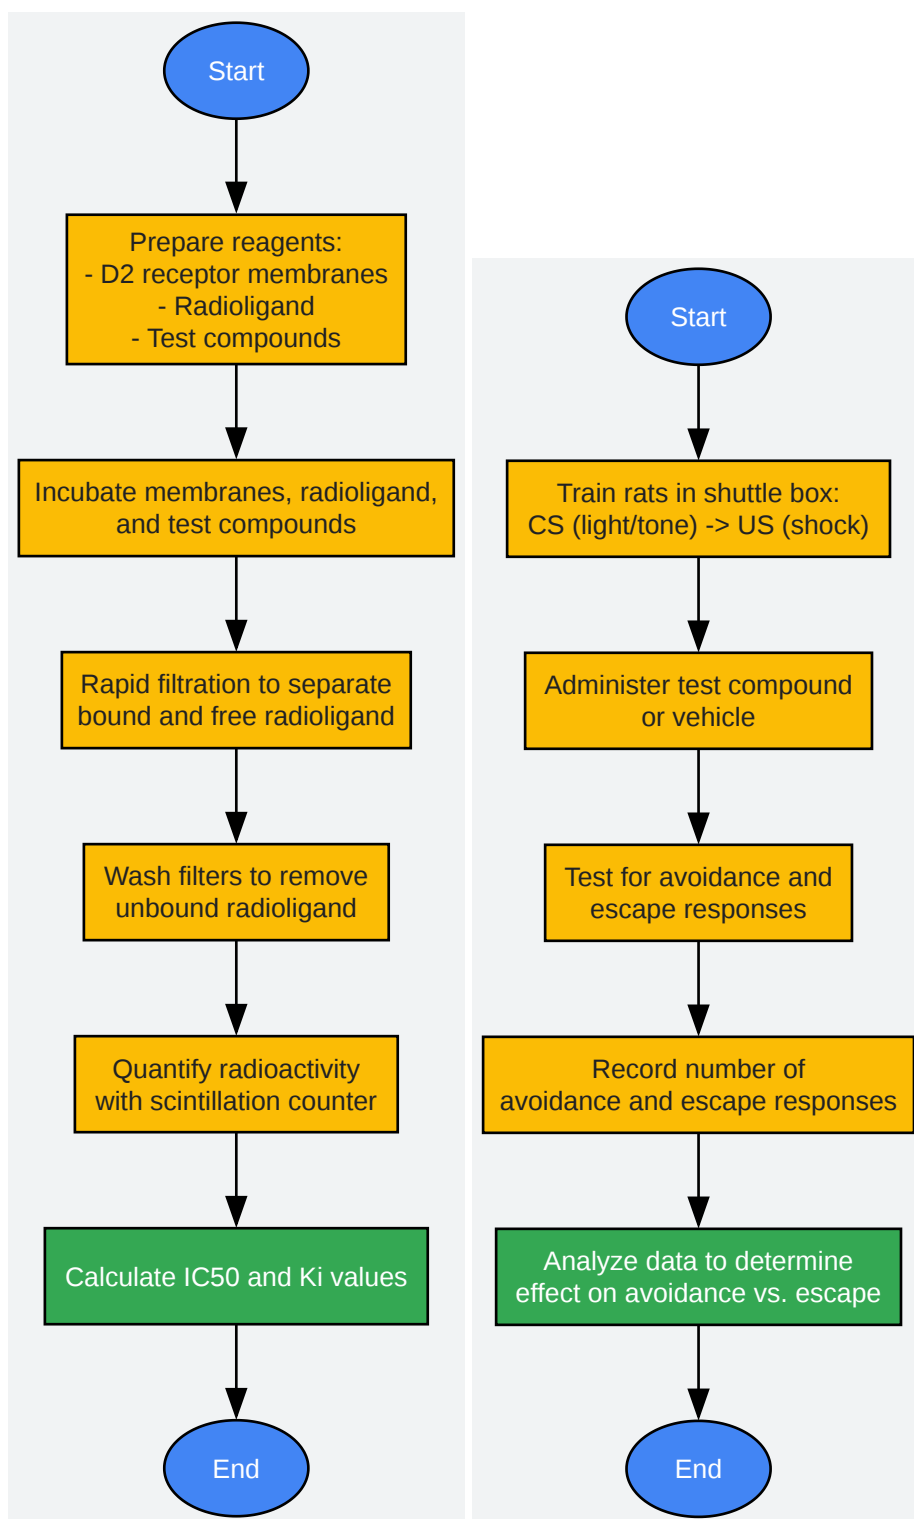 Start
Prepare reagents:
- D2 receptor membranes
- Radioligand
- Test compounds
Incubate membranes, radioligand,
and test compounds
Rapid filtration to separate
bound and free radioligand
Wash filters to remove
unbound radioligand
Quantify radioactivity
with scintillation counter
Calculate IC50 and Ki values
End
Start
Train rats in shuttle box:
CS (light/tone) -> US (shock)
Administer test compound
or vehicle
Test for avoidance and
escape responses
Record number of
avoidance and escape responses
Analyze data to determine
effect on avoidance vs. escape
End